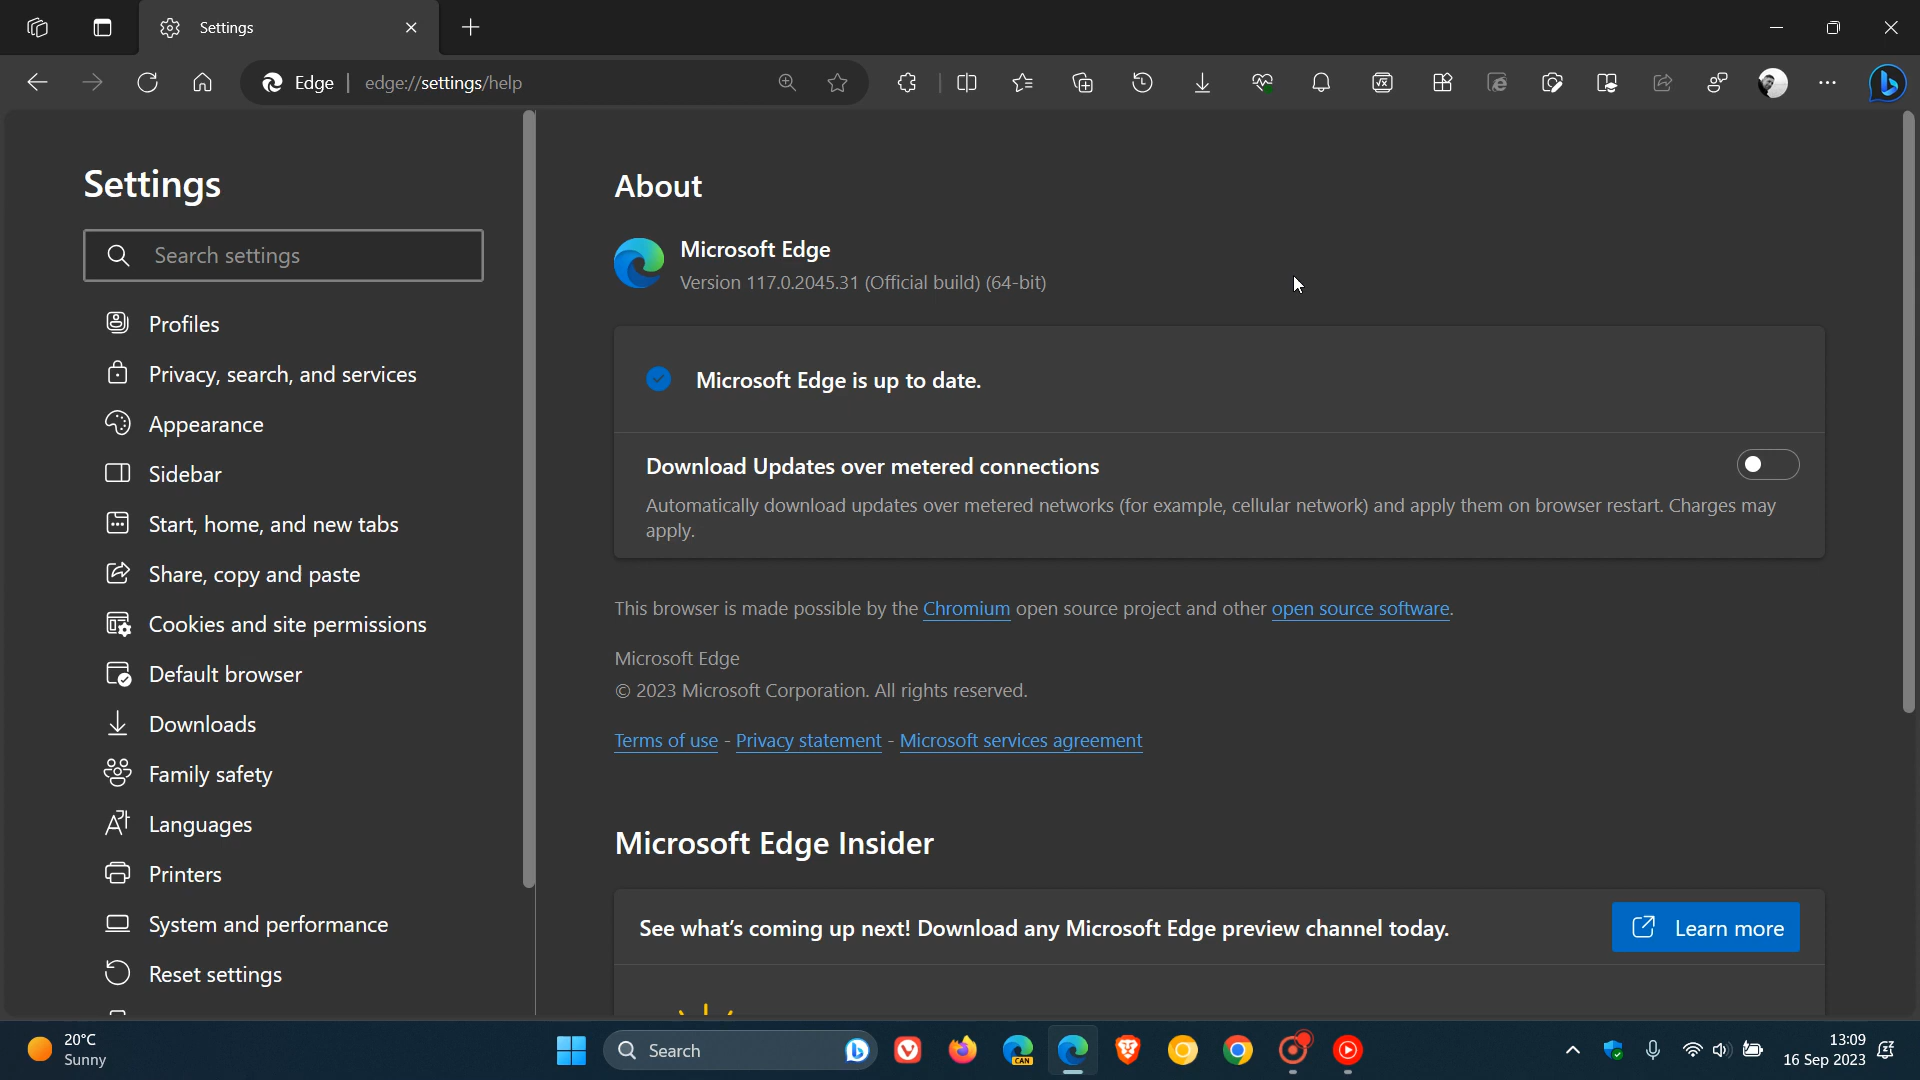 Settings
Edge
edge://settings/help
Settings
Search settings
Profiles
Privacy, search, and services
Appearance
Sidebar
Start, home, and new tabs
Share, copy and paste
Cookies and site permissions
Default browser
Downloads
Family safety
Languages
Printers
System and performance
Reset settings
About
Microsoft Edge
Version 117.0.2045.31 (Official build) (64-bit)
Microsoft Edge is up to date.
Download Updates over metered connections
Automatically download updates over metered networks (for example, cellular network) and apply them on browser restart. Charges may
apply.
This browser is made possible by the Chromium open source project and other open source software.
Microsoft Edge
© 2023 Microsoft Corporation. All rights reserved.
Terms of use - Privacy statement - Microsoft services agreement
Microsoft Edge Insider
See what's coming up next! Download any Microsoft Edge preview channel today.
Learn more
20°C
Sunny
Search
CAN
13:09
16 Sep 2023